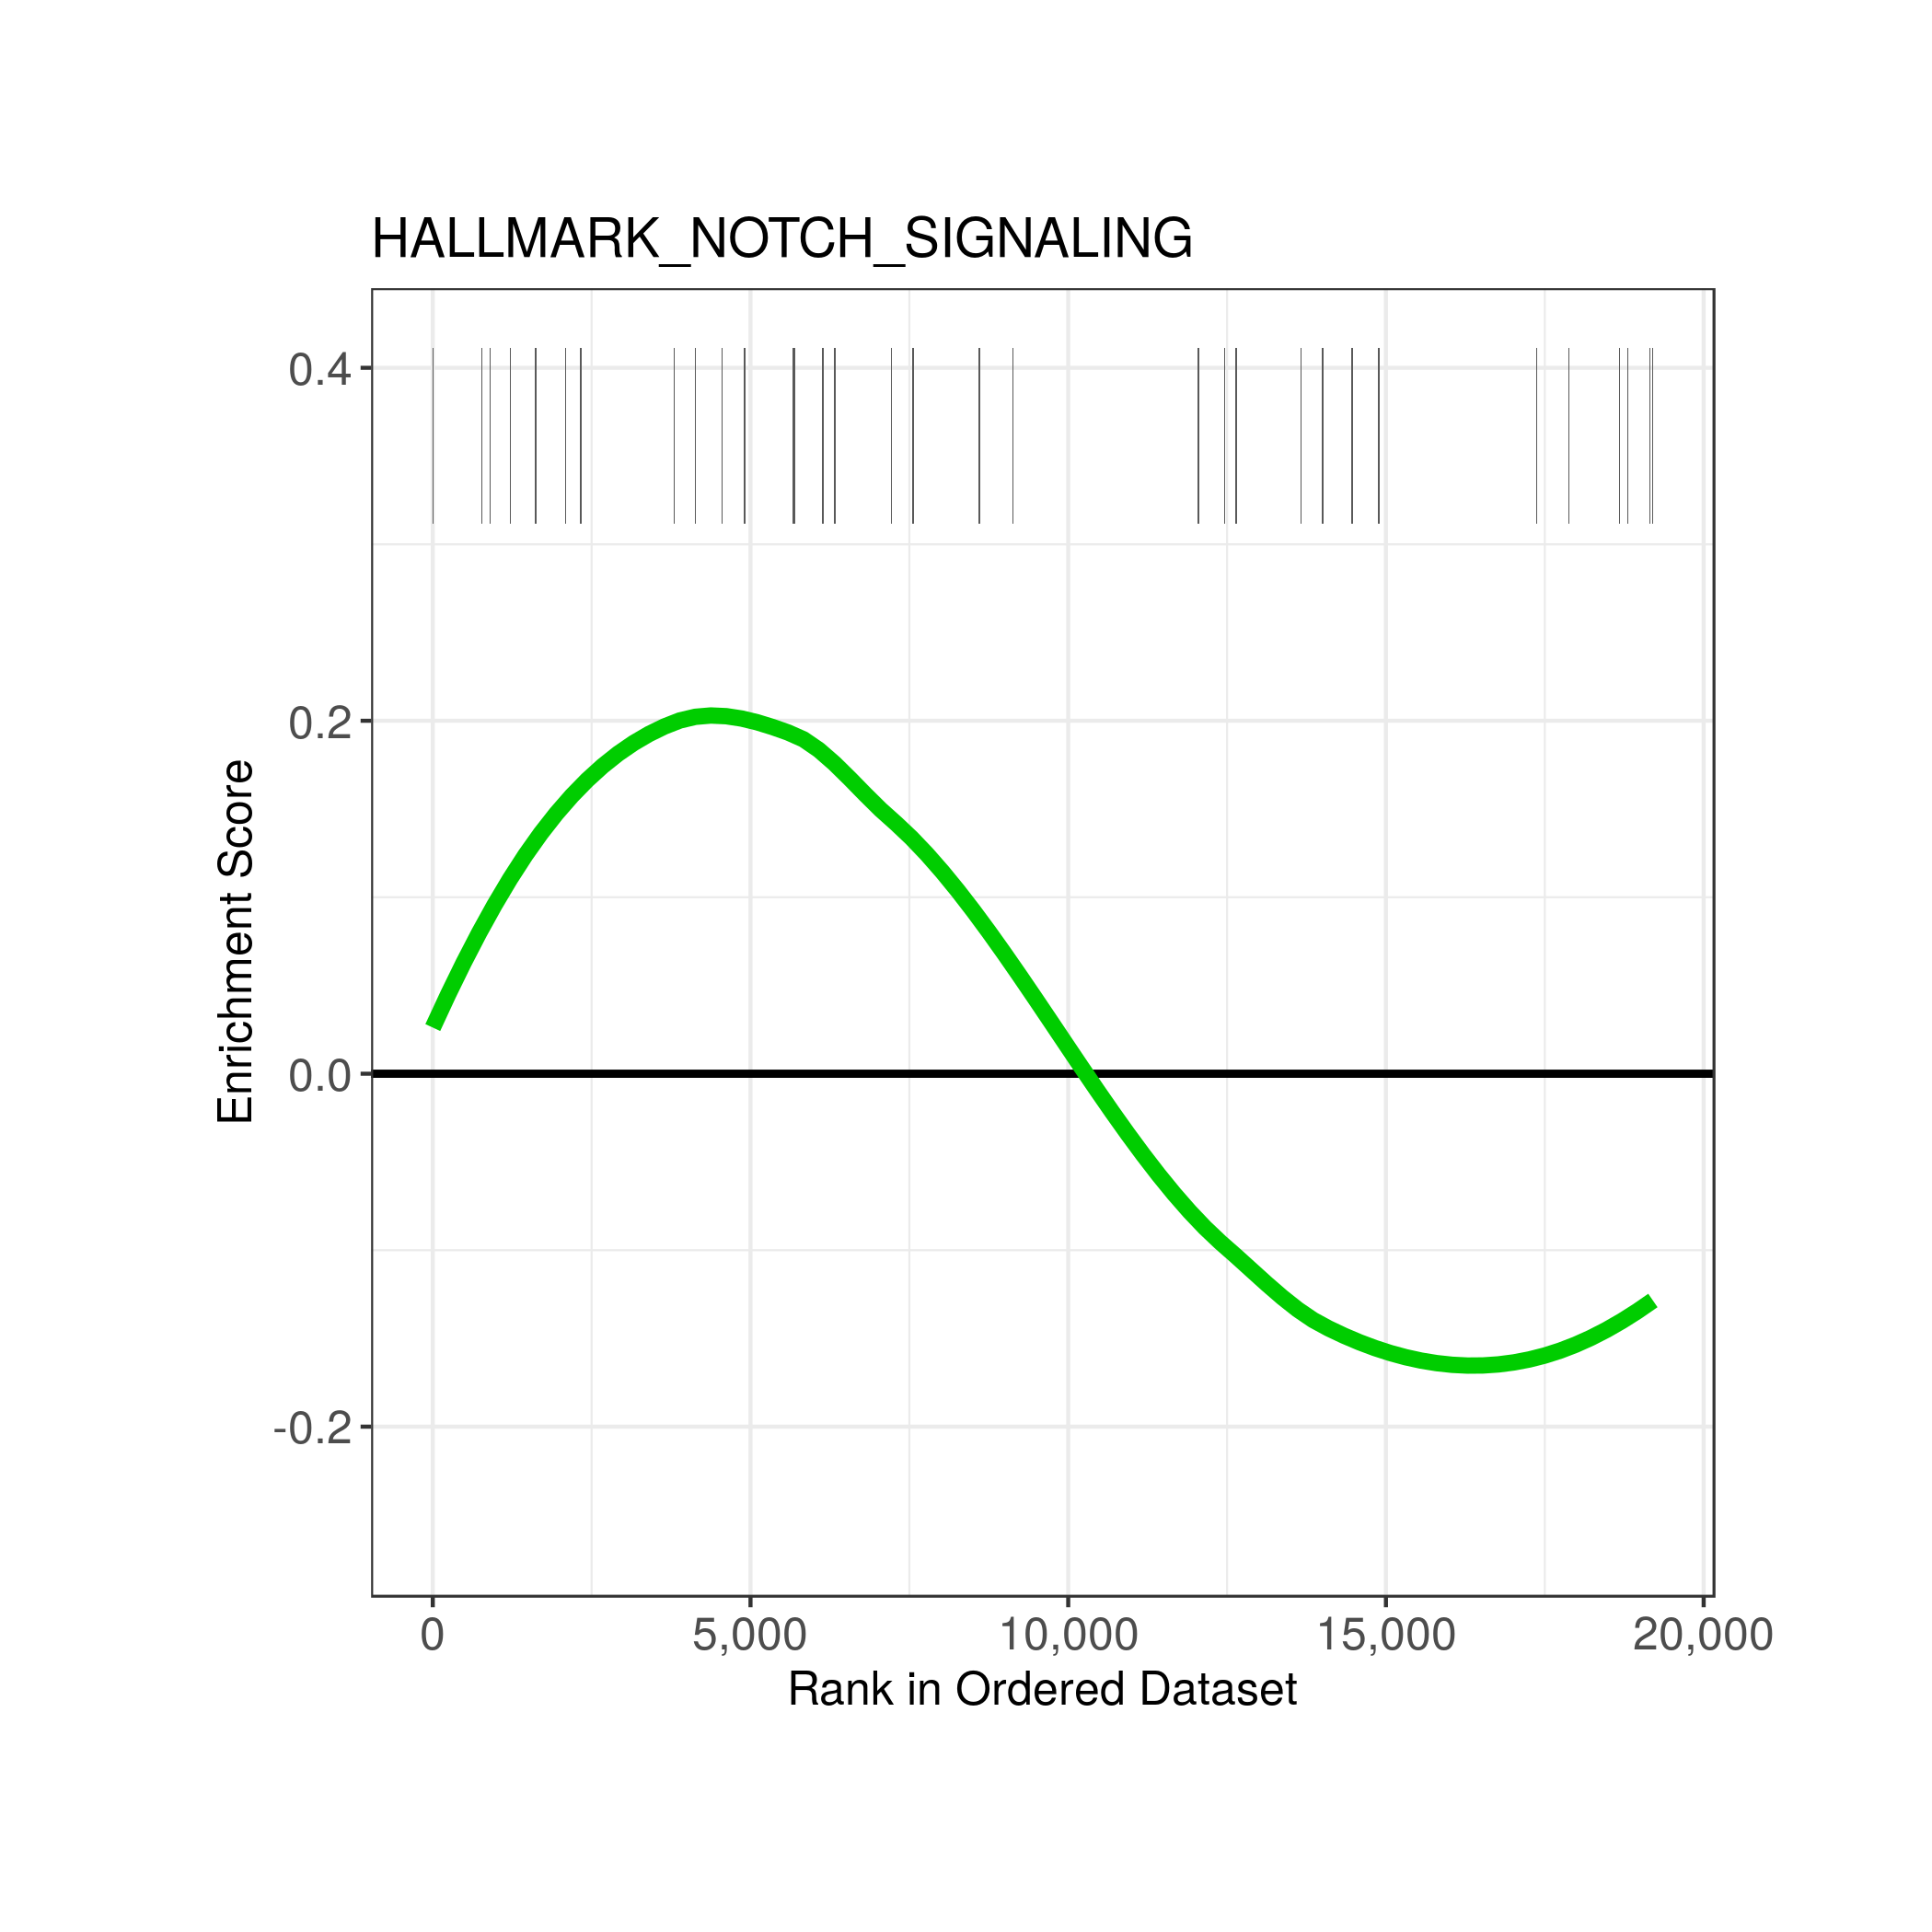 HALLMARK_NOTCH_SIGNALING
0.4
0.2
0.0
-0.2
Enrichment Score
0 5,000 10,000 15,000 20,000
Rank in Ordered Dataset